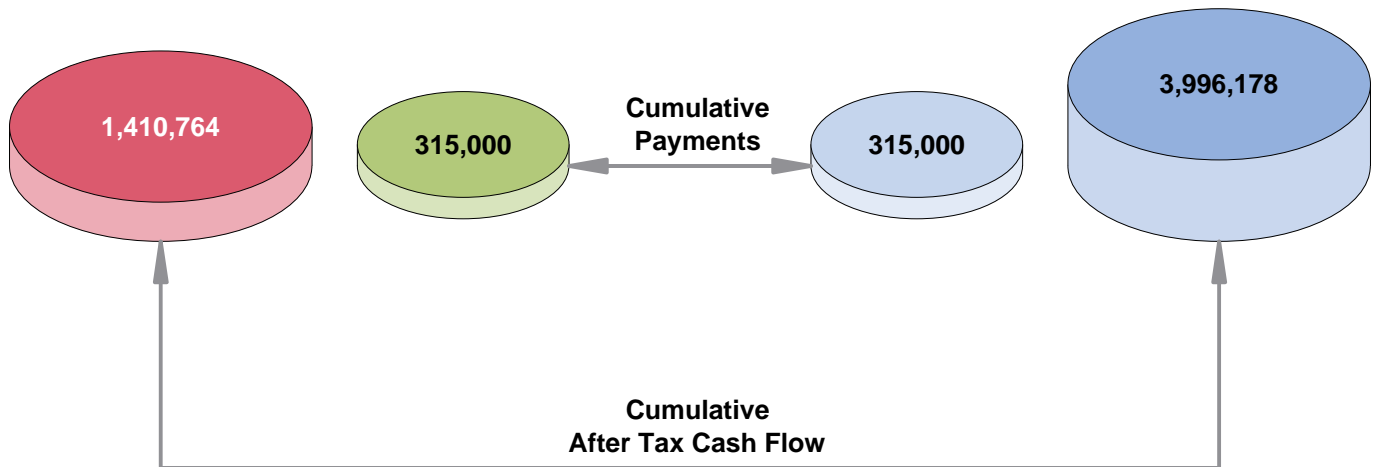 3,996,178
1,410,764
315,000
Cumulative
Payments
315,000
Cumulative
After Tax Cash Flow